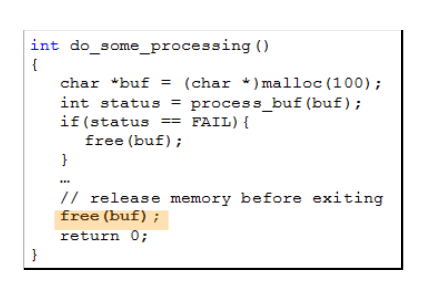 int do_some_processing()
{
char *buf = (char *)malloc(100);
int status = process_buf(buf);
if(status == FAIL){
free(buf);
}
…
// release memory before exiting
free(buf);
return 0;
}